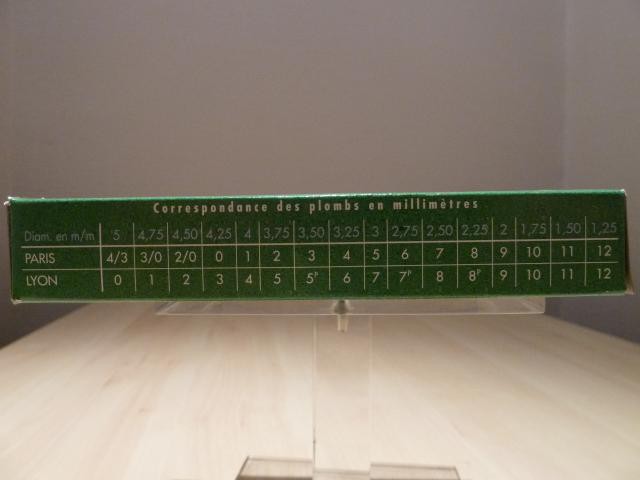 Correspondance des plombs en millimètres
Diam. en m/m 5 4,75 4,50 4,25 4 3,75 3,50 3,25 3 2,75 2,50 2,25 2 1,75 1,50 1,25
PARIS 4/3 3/0 2/0 0 1 2 3 4 5 6 7 8 9 10 11 12
LYON 0 1 2 3 4 5 5ᵖ 6 7 7ᵖ 8 8ᵖ 9 10 11 12